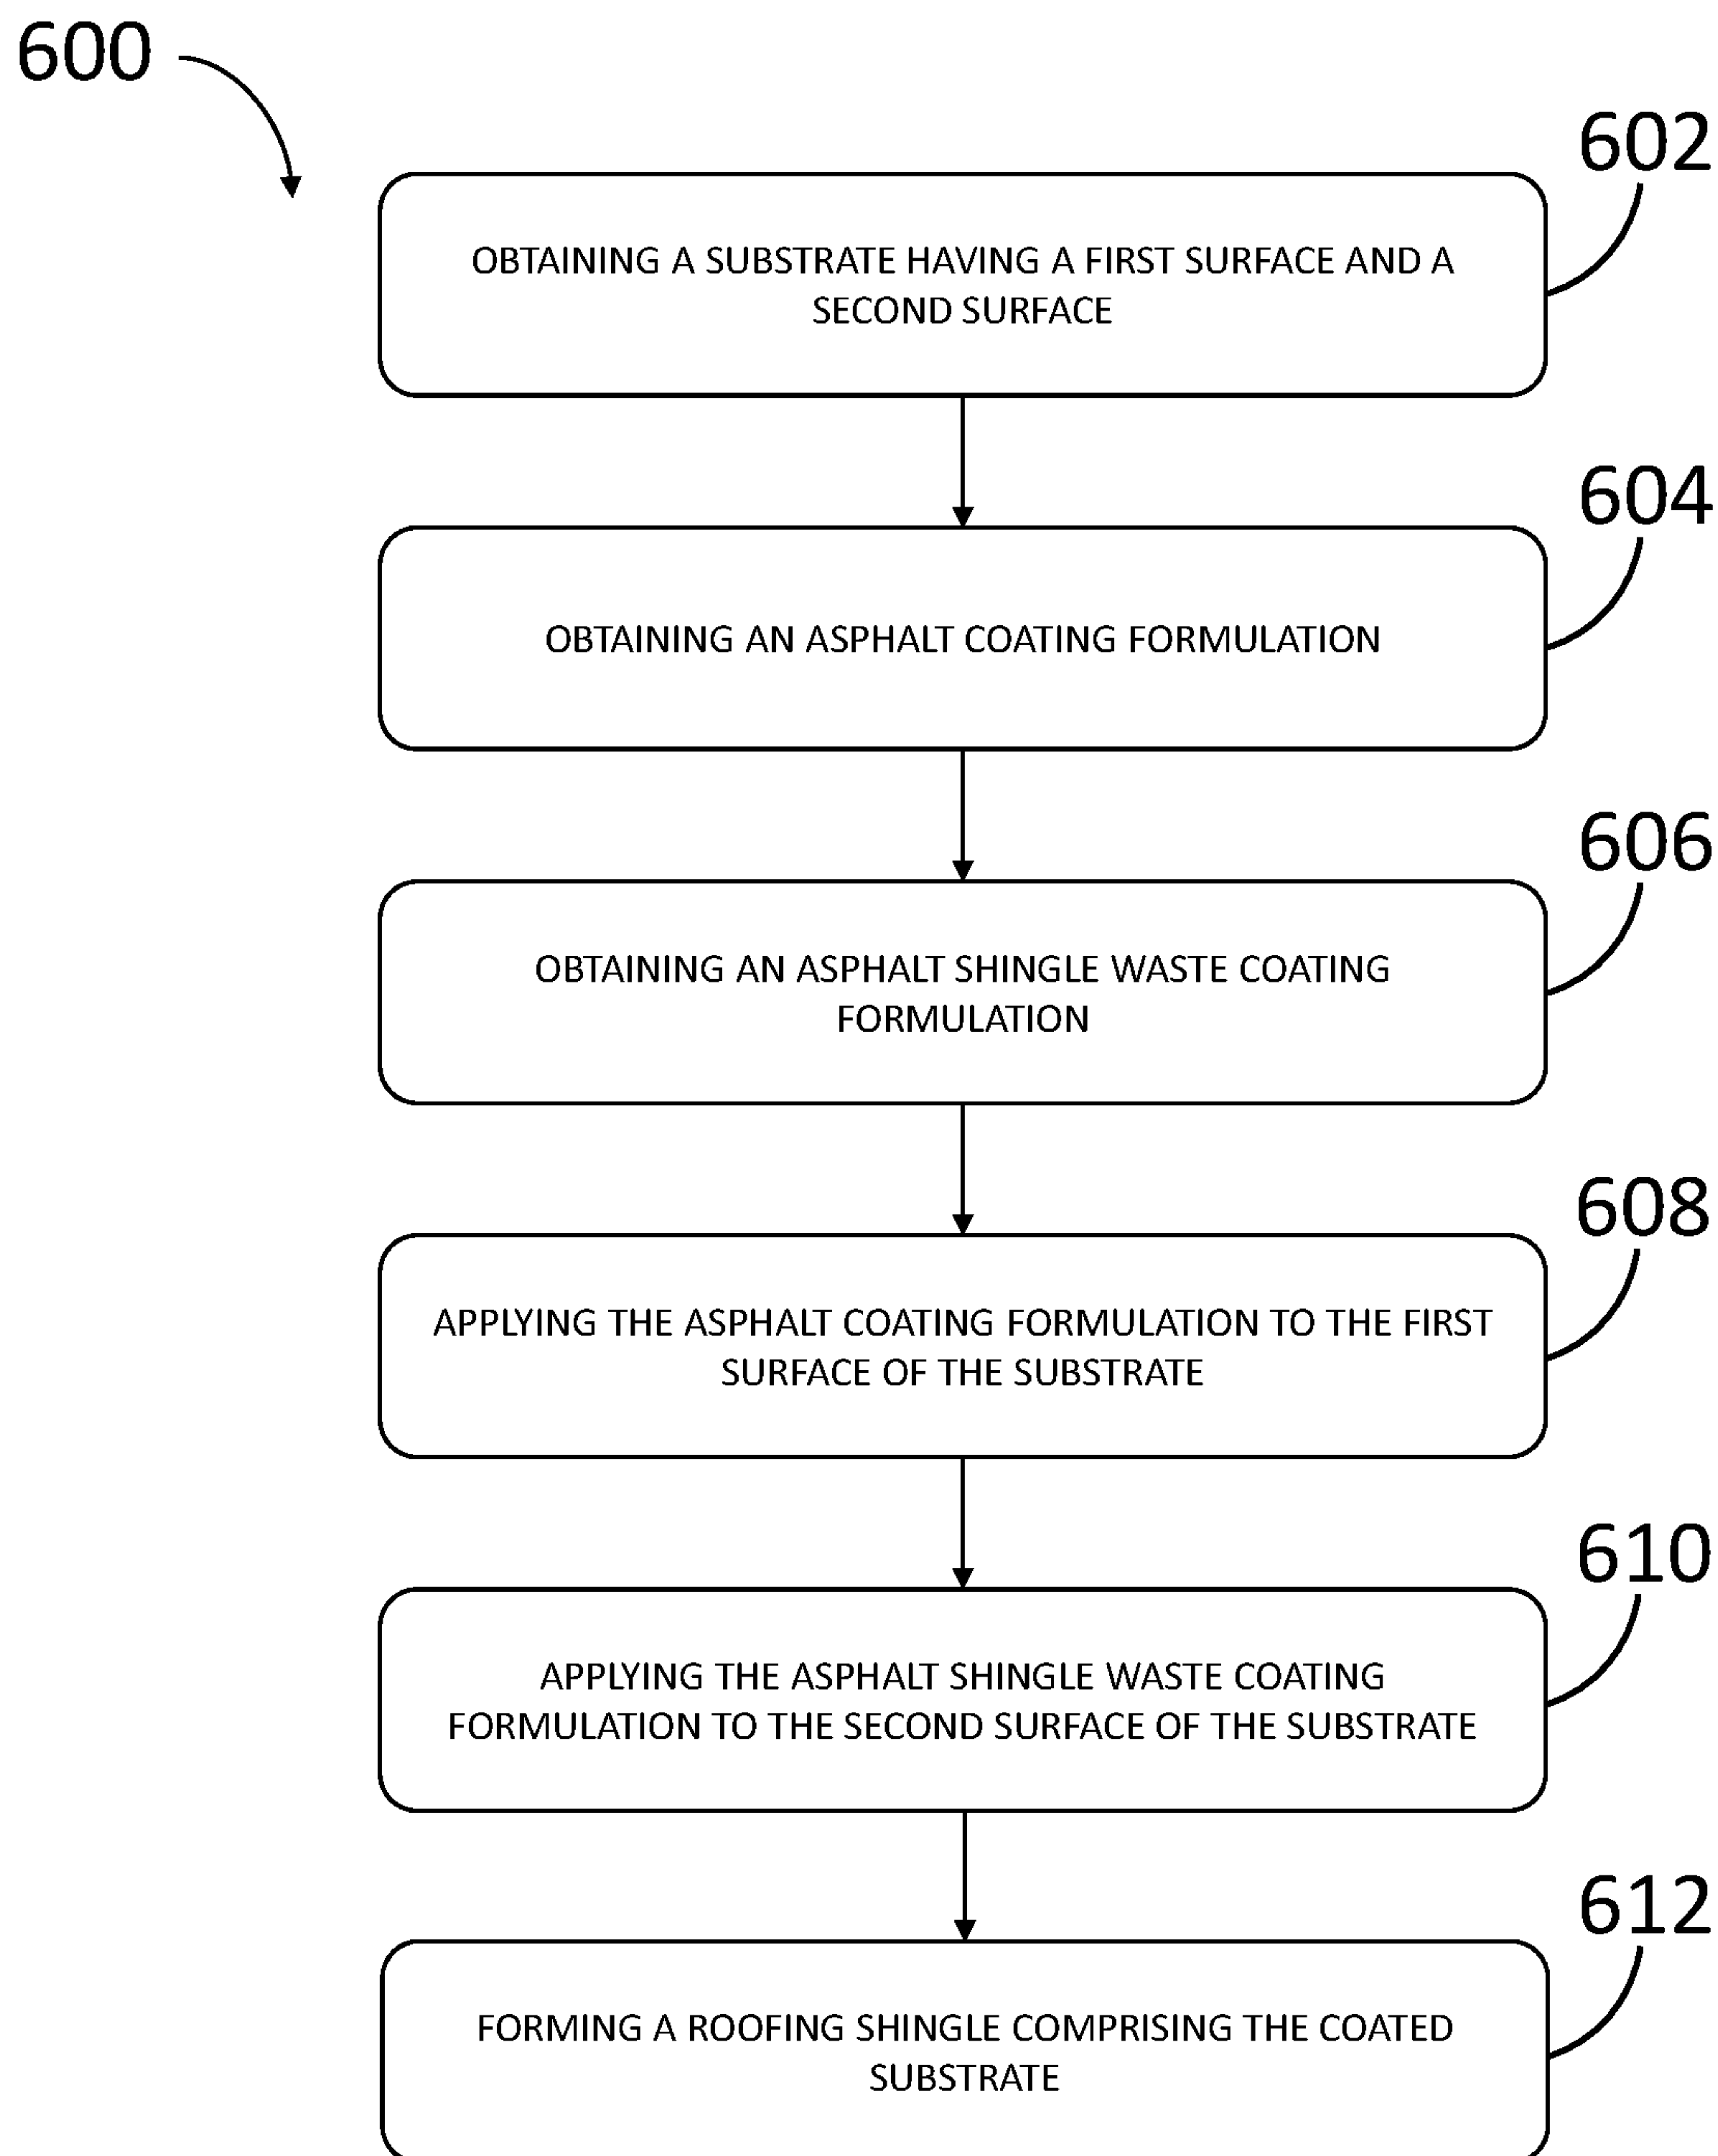 600
602
OBTAINING A SUBSTRATE HAVING A FIRST SURFACE AND A
SECOND SURFACE
604
OBTAINING AN ASPHALT COATING FORMULATION
606
OBTAINING AN ASPHALT SHINGLE WASTE COATING
FORMULATION
608
APPLYING THE ASPHALT COATING FORMULATION TO THE FIRST
SURFACE OF THE SUBSTRATE
610
APPLYING THE ASPHALT SHINGLE WASTE COATING
FORMULATION TO THE SECOND SURFACE OF THE SUBSTRATE
612
FORMING A ROOFING SHINGLE COMPRISING THE COATED
SUBSTRATE